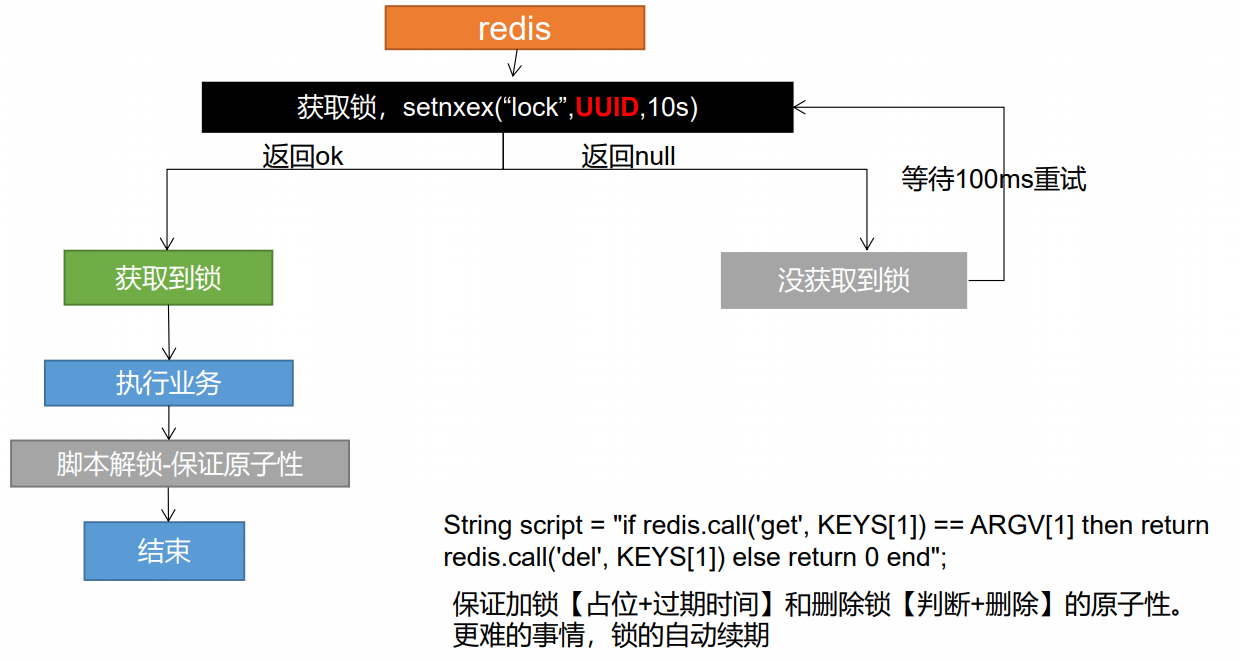 redis
获取锁，setnxex(“lock”,UUID,10s)
返回ok
返回null
等待100ms重试
获取到锁
没获取到锁
执行业务
脚本解锁-保证原子性
结束
String script = "if redis.call('get', KEYS[1]) == ARGV[1] then return
redis.call('del', KEYS[1]) else return 0 end";
保证加锁【占位+过期时间】和删除锁【判断+删除】的原子性。
更难的事情，锁的自动续期